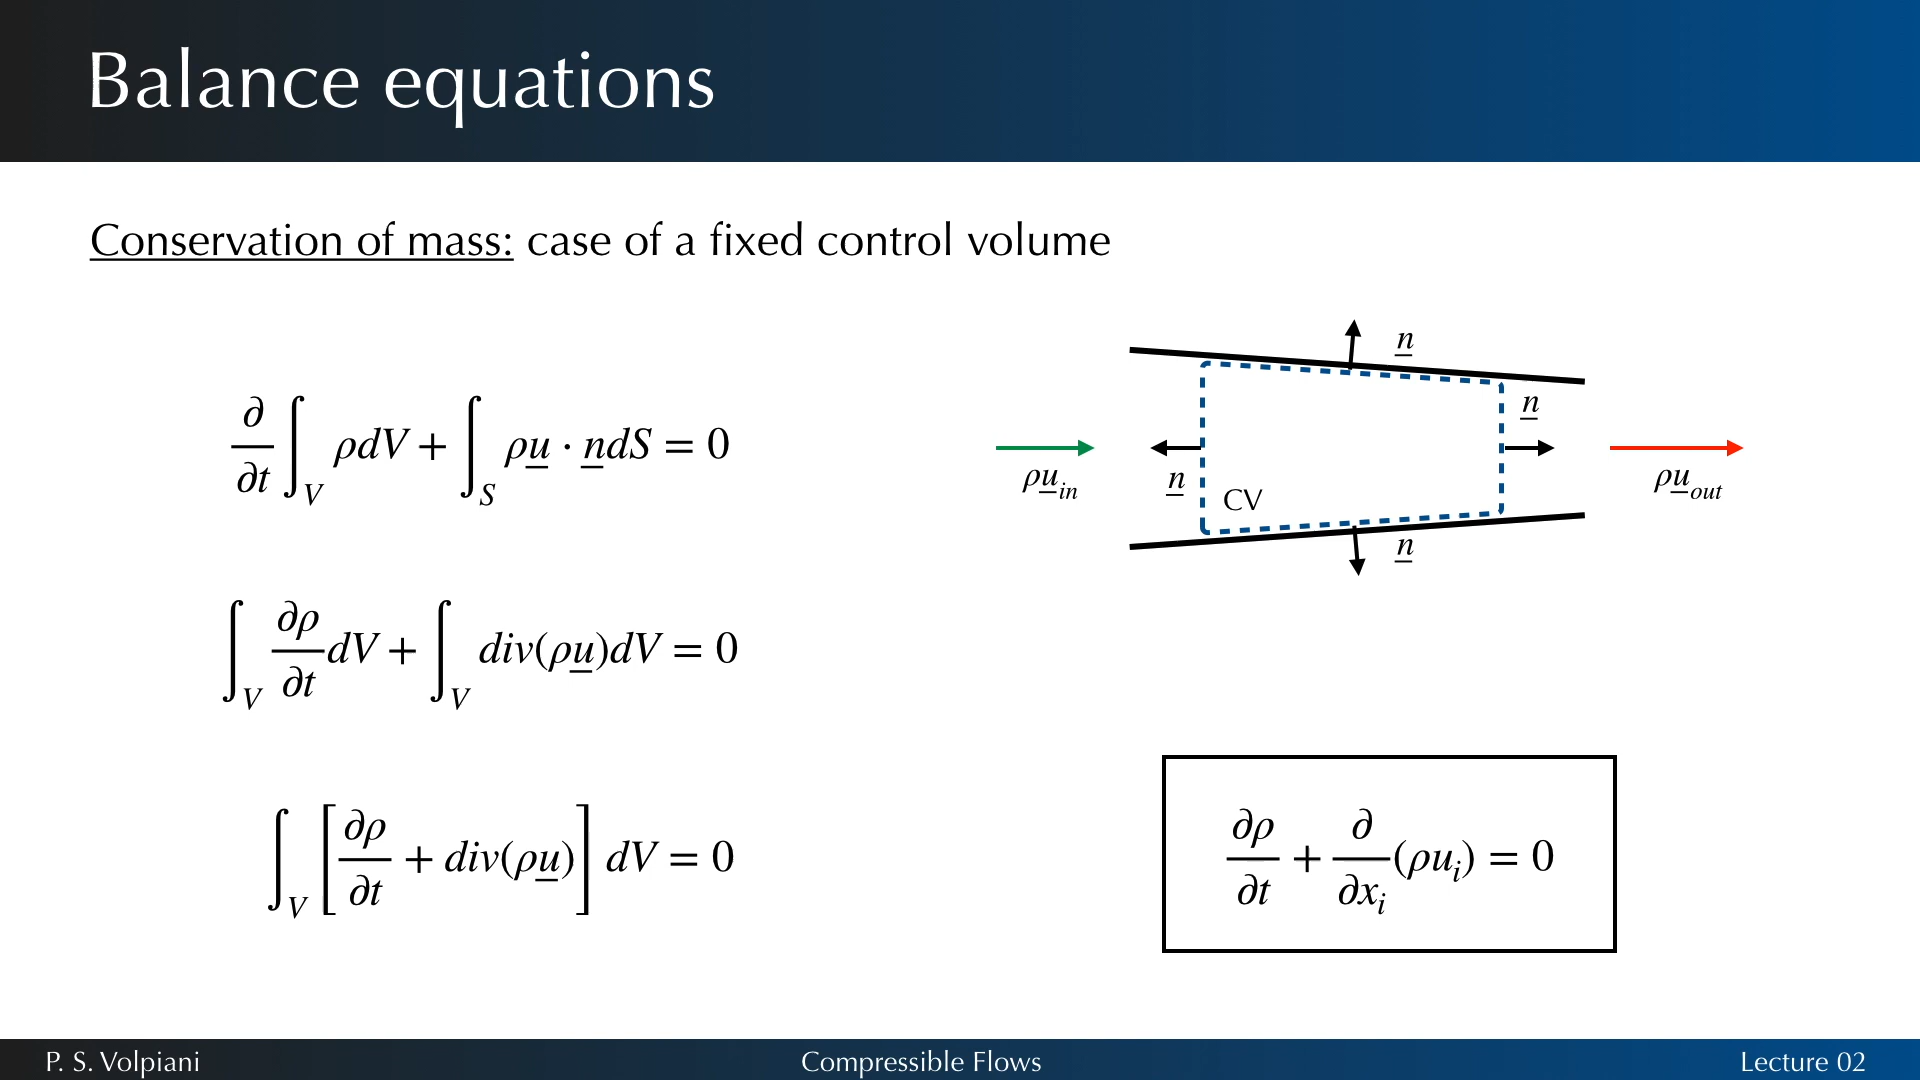 Balance equations
Conservation of mass: case of a fixed control volume
∂/∂t ∫_V ρdV + ∫_S ρu · ndS = 0
n
n
ρu_in
n
CV
ρu_out
n
∫_V ∂ρ/∂t dV + ∫_V div(ρu)dV = 0
∫_V [∂ρ/∂t + div(ρu)] dV = 0
∂ρ/∂t + ∂/∂x_i (ρu_i) = 0
P. S. Volpiani
Compressible Flows
Lecture 02